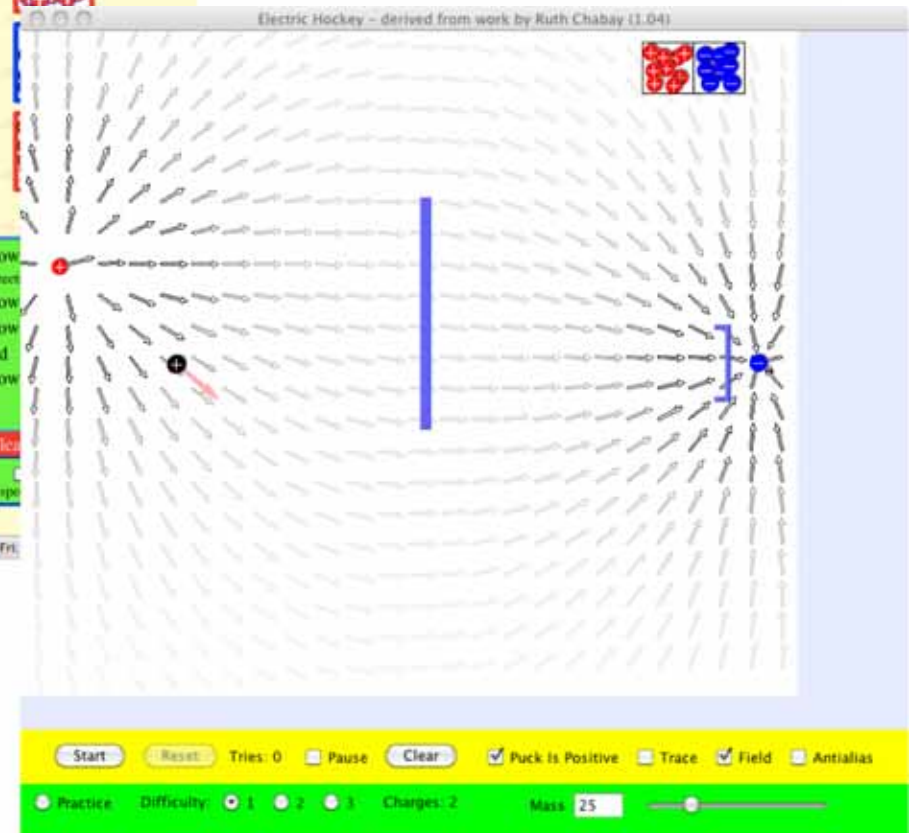 Electric Hockey - derived from work by Ruth Chabay (1.04)
Start Reset Tries: 0 Pause Clear Puck Is Positive Trace Field Antialias
Practice Difficulty: 1 2 3 Charges: 2 Mass 25